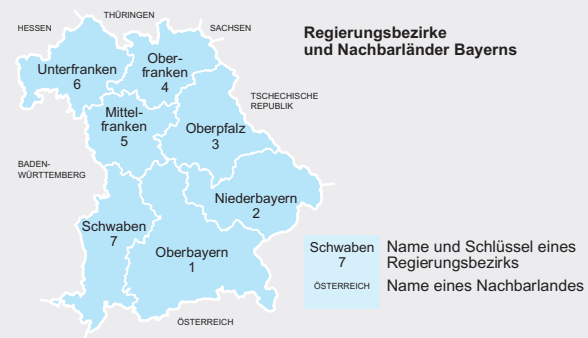 Regierungsbezirke
und Nachbarländer Bayerns
THÜRINGEN
HESSEN
SACHSEN
Ober-
franken
4
Unterfranken
6
TSCHECHISCHE
REPUBLIK
Mittel-
franken
5
Oberpfalz
3
BADEN-
WÜRTTEMBERG
Niederbayern
2
Schwaben
7
Oberbayern
1
ÖSTERREICH
Schwaben
7
Name und Schlüssel eines
Regierungsbezirks
ÖSTERREICH
Name eines Nachbarlandes